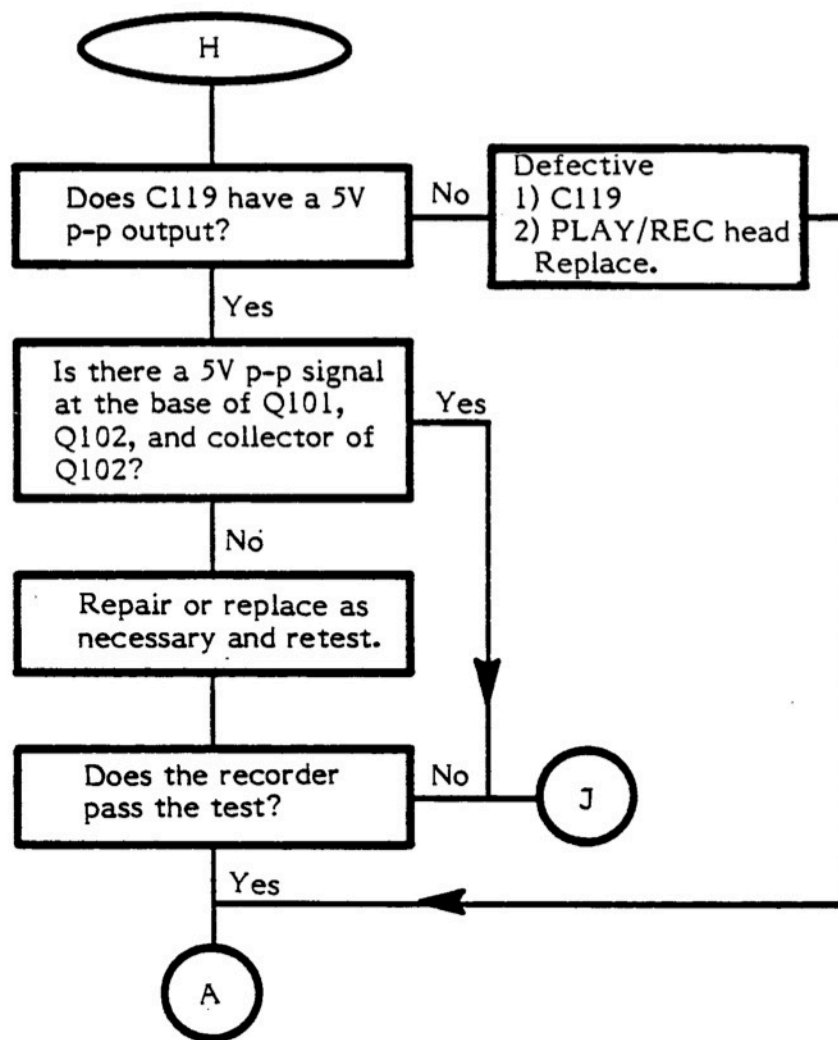 H
Does C119 have a 5V
p-p output?
No
Defective
1) C119
2) PLAY/REC head
Replace.
Yes
Is there a 5V p-p signal
at the base of Q101,
Q102, and collector of
Q102?
Yes
No
Repair or replace as
necessary and retest.
Does the recorder
pass the test?
No
J
Yes
A